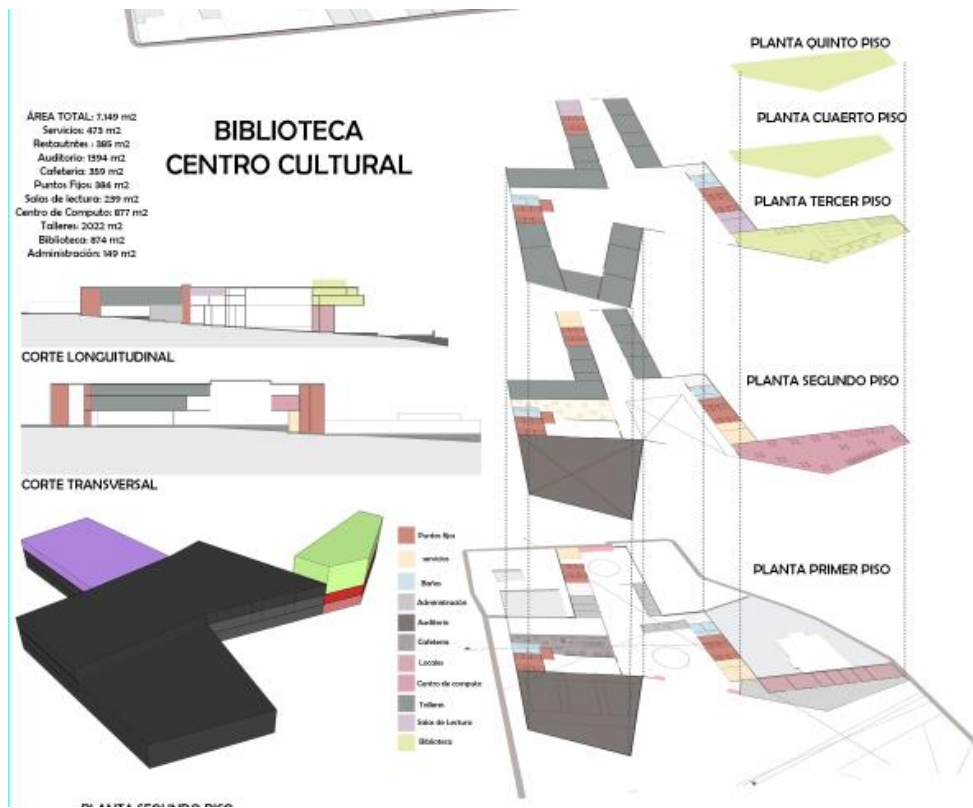 PLANTA QUINTO PISO
ÁREA TOTAL: 7.149 m2
Servicios: 473 m2
Restautntes : 385 m2
Auditorio: 1394 m2
Cafeteria: 359 m2
Puntos Fijos: 384 m2
Salas de lectura: 239 m2
Centro de Computo: 877 m2
Talleres: 2022 m2
Biblioteca: 874 m2
Administración: 149 m2
BIBLIOTECA
CENTRO CULTURAL
PLANTA CUAERTO PISO
PLANTA TERCER PISO
CORTE LONGUITUDINAL
PLANTA SEGUNDO PISO
CORTE TRANSVERSAL
Puntos fijos
servicios
Baños
Administración
Auditorio
Cafeteria
Locales
Centro de computo
Talleres
Salas de Lectura
Biblioteca
PLANTA PRIMER PISO
PLANTA SEGUNDO PISO